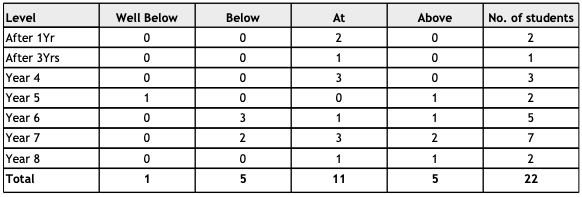 Level Well Below Below At Above No. of students
After 1Yr 0 0 2 0 2
After 3Yrs 0 0 1 0 1
Year 4 0 0 3 0 3
Year 5 1 0 0 1 2
Year 6 0 3 1 1 5
Year 7 0 2 3 2 7
Year 8 0 0 1 1 2
Total 1 5 11 5 22